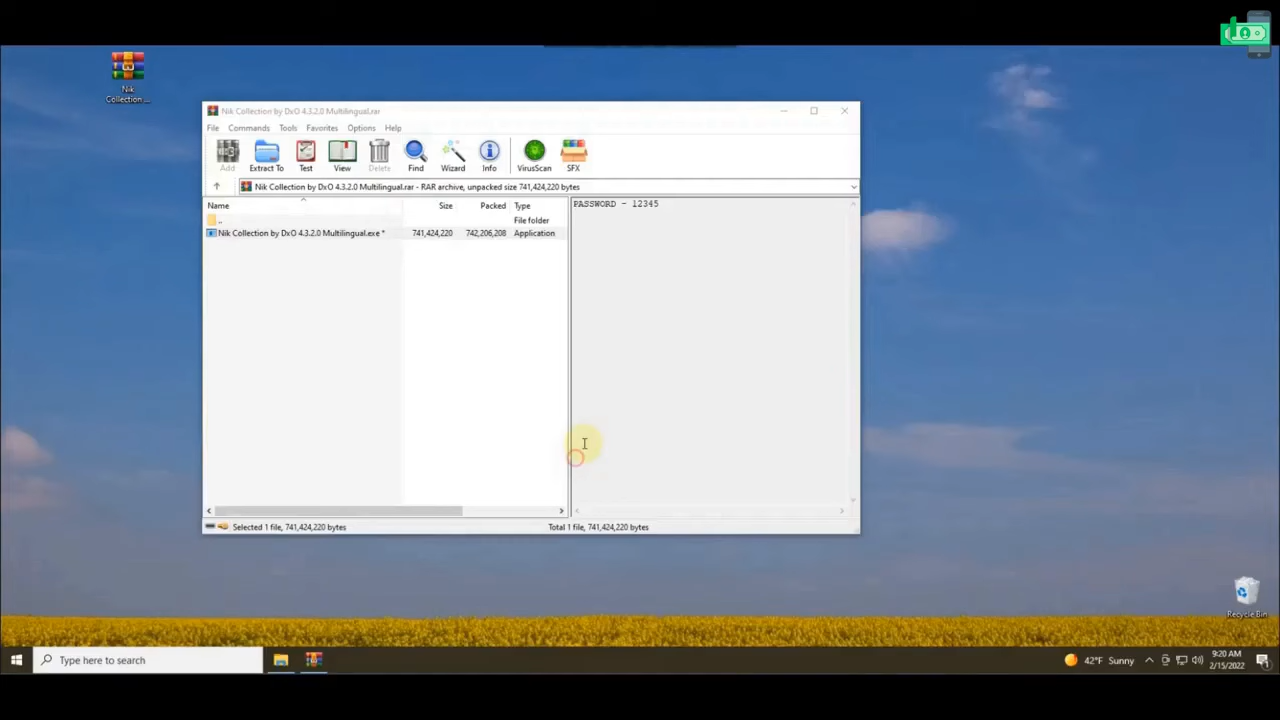 Nik
Collection ...
Nik Collection by DxO 4.3.2.0 Multilingual.rar
File Commands Tools Favorites Options Help
Add Extract To Test View Delete Find Wizard Info VirusScan SFX
Nik Collection by DxO 4.3.2.0 Multilingual.rar - RAR archive, unpacked size 741,424,220 bytes
Name Size Packed Type
.. File folder
Nik Collection by DxO 4.3.2.0 Multilingual.exe * 741,424,220 742,206,208 Application
PASSWORD - 12345
Selected 1 file, 741,424,220 bytes
Total 1 file, 741,424,220 bytes
Recycle Bin
Type here to search
42°F Sunny
9:20 AM
2/15/2022